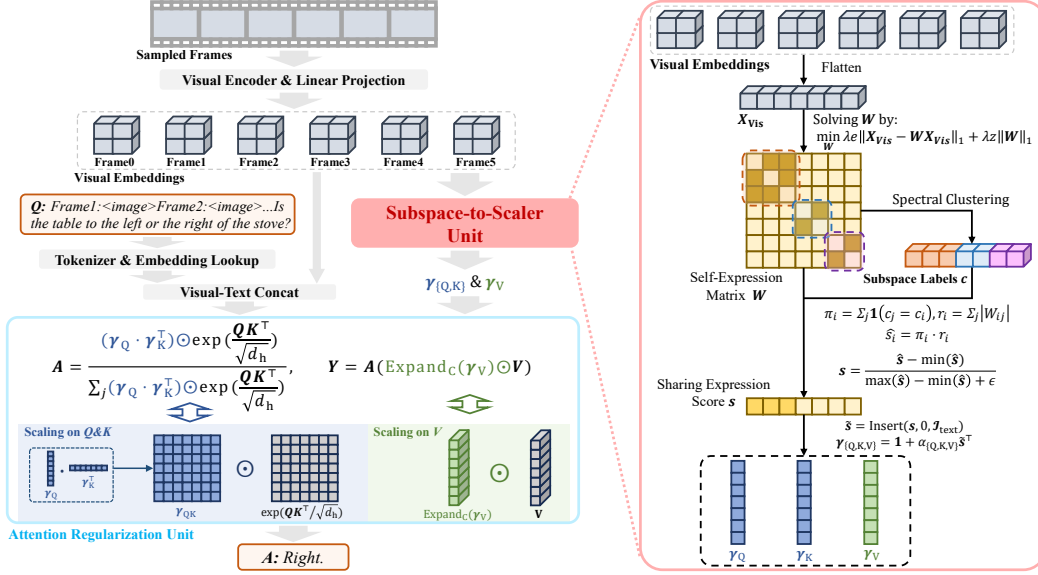 Sampled Frames
Visual Encoder & Linear Projection
Frame0 Frame1 Frame2 Frame3 Frame4 Frame5
Visual Embeddings
Q: Frame1:<image>Frame2:<image>...Is
the table to the left or the right of the stove?
Tokenizer & Embedding Lookup
Visual-Text Concat
Subspace-to-Scaler
Unit
γ{Q,K} & γV
A = (γQ · γK⊤)⊙exp(QK⊤/√dh) / Σj(γQ · γK⊤)⊙exp(QK⊤/√dh), Y = A(ExpandC(γV)⊙V)
Scaling on Q&K
γQ · γK⊤
γQK
⊙
exp(QK⊤/√dh)
Scaling on V
ExpandC(γV)
⊙
V
Attention Regularization Unit
A: Right.
Visual Embeddings
Flatten
XVis
Solving W by:
min λe‖XVis − WXVis‖1 + λz‖W‖1
W
Spectral Clustering
Self-Expression
Matrix W
Subspace Labels c
πi = Σj1(cj = ci), ri = Σj|Wij|
ŝi = πi · ri
s = (ŝ − min(ŝ)) / (max(ŝ) − min(ŝ) + ϵ)
Sharing Expression
Score s
s̃ = Insert(s, 0, Itext)
γ{Q,K,V} = 1 + α{Q,K,V}s̃⊤
γQ γK γV